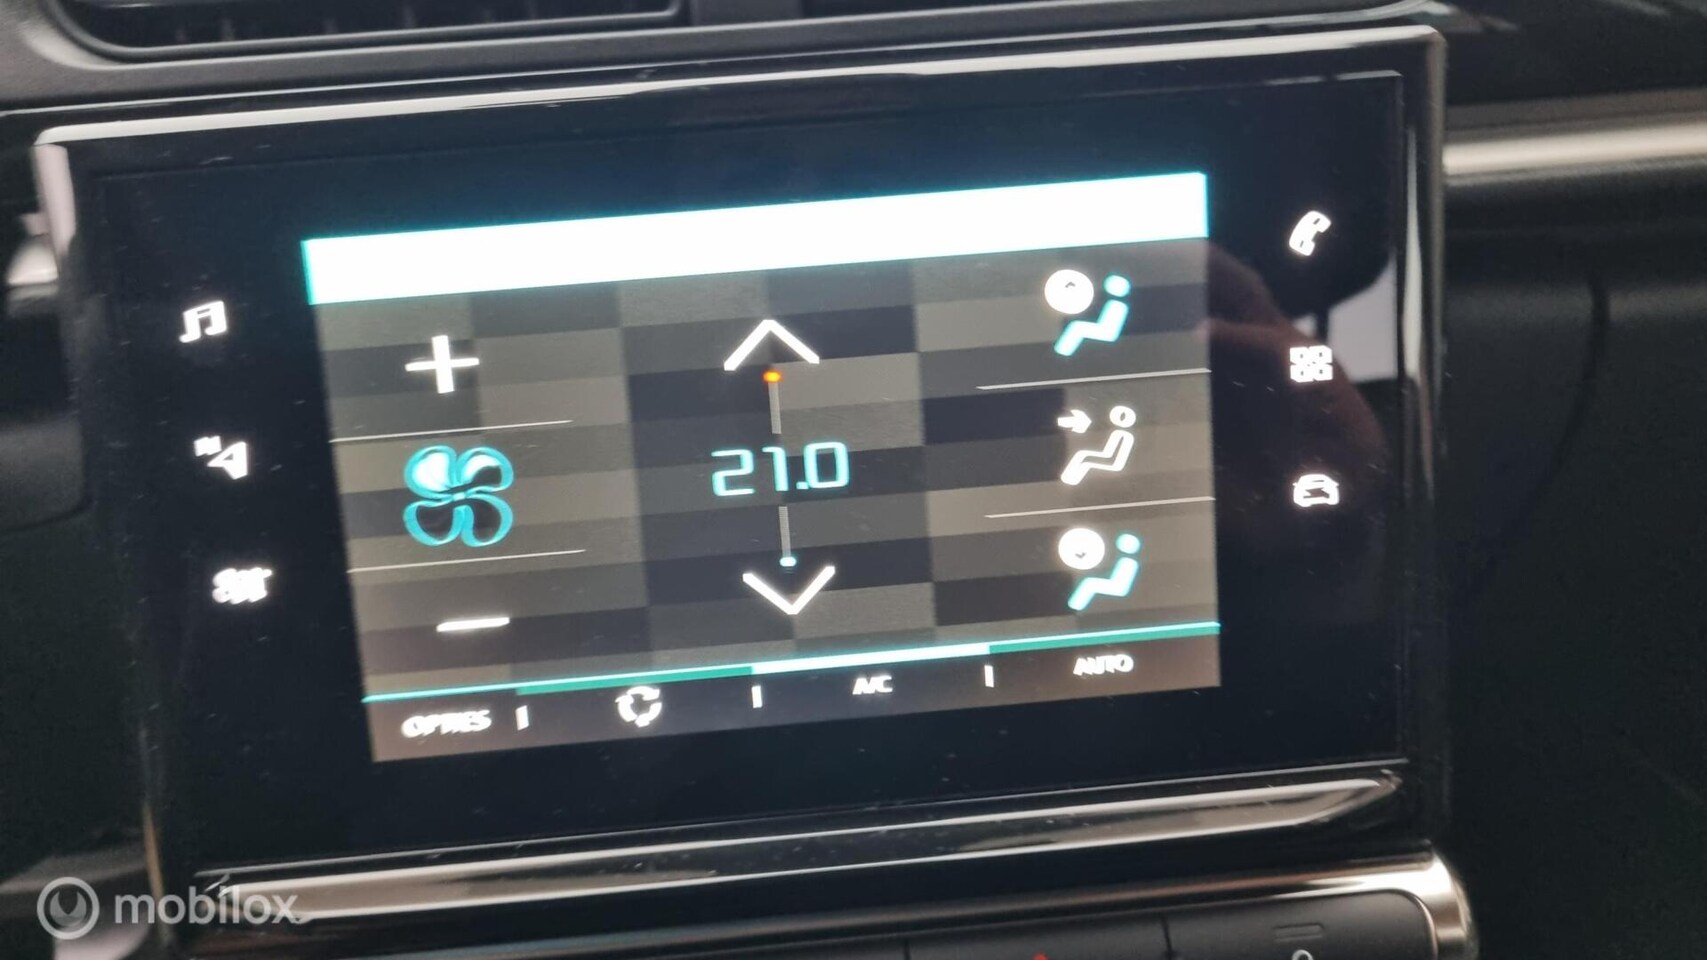 N
21.0
OPTIES
A/C
AUTO
mobilox